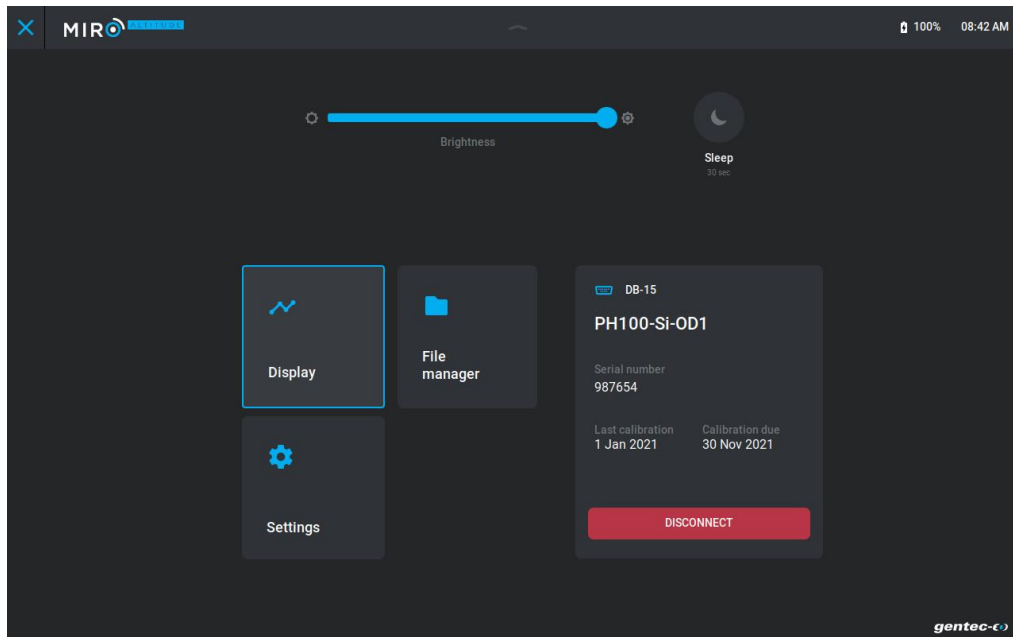 MIRO ALTITUDE
100% 08:42 AM
Brightness
Sleep
30 sec
Display
File
manager
Settings
DB-15
PH100-Si-OD1
Serial number
987654
Last calibration Calibration due
1 Jan 2021 30 Nov 2021
DISCONNECT
gentec-eo